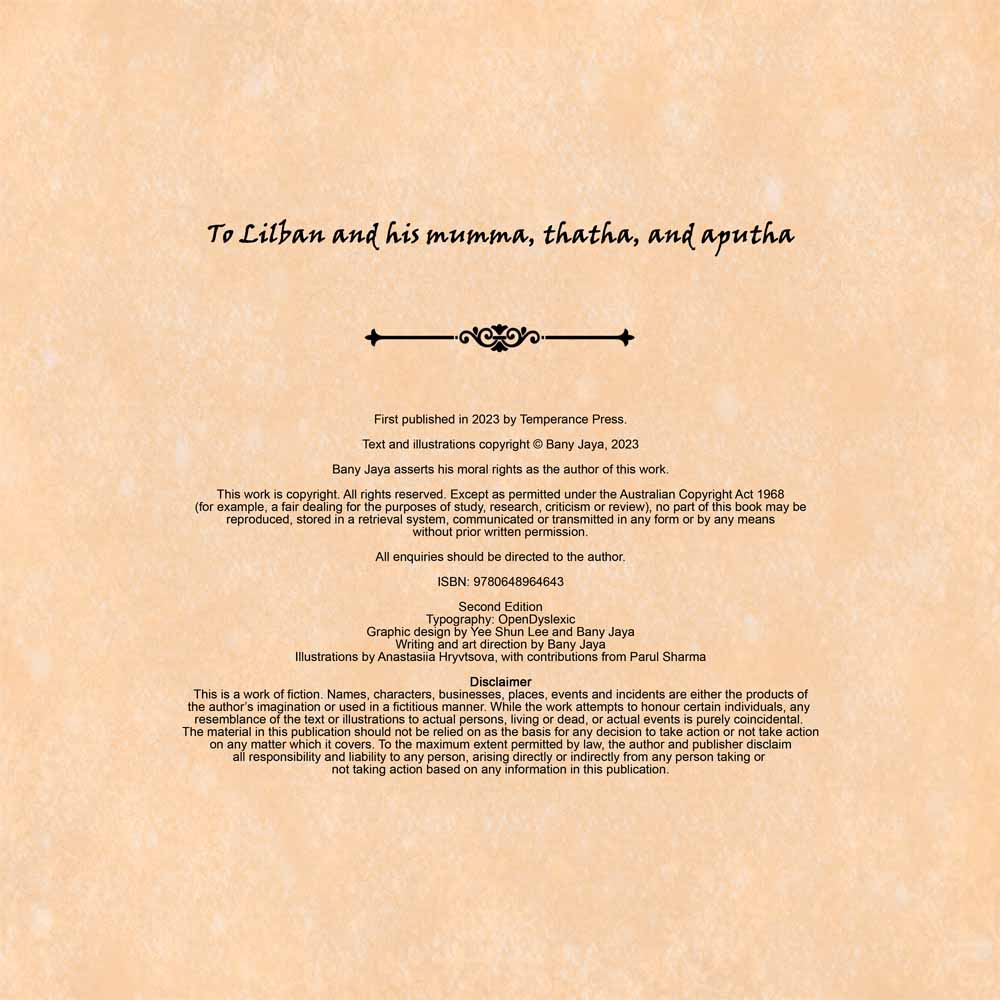 To Lilban and his mumma, thatha, and aputha
First published in 2023 by Temperance Press.
Text and illustrations copyright © Bany Jaya, 2023
Bany Jaya asserts his moral rights as the author of this work.
This work is copyright. All rights reserved. Except as permitted under the Australian Copyright Act 1968
(for example, a fair dealing for the purposes of study, research, criticism or review), no part of this book may be
reproduced, stored in a retrieval system, communicated or transmitted in any form or by any means
without prior written permission.
All enquiries should be directed to the author.
ISBN: 9780648964643
Second Edition
Typography: OpenDyslexic
Graphic design by Yee Shun Lee and Bany Jaya
Writing and art direction by Bany Jaya
Illustrations by Anastasiia Hryvtsova, with contributions from Parul Sharma
Disclaimer
This is a work of fiction. Names, characters, businesses, places, events and incidents are either the products of
the author’s imagination or used in a fictitious manner. While the work attempts to honour certain individuals, any
resemblance of the text or illustrations to actual persons, living or dead, or actual events is purely coincidental.
The material in this publication should not be relied on as the basis for any decision to take action or not take action
on any matter which it covers. To the maximum extent permitted by law, the author and publisher disclaim
all responsibility and liability to any person, arising directly or indirectly from any person taking or
not taking action based on any information in this publication.